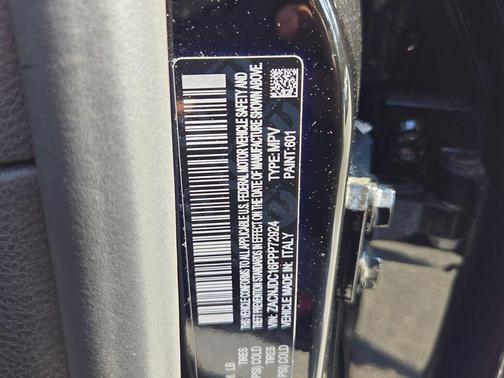 THIS VEHICLE CONFORMS TO ALL APPLICABLE U.S. FEDERAL MOTOR VEHICLE SAFETY AND
THEFT PREVENTION STANDARDS IN EFFECT ON THE DATE OF MANUFACTURE SHOWN ABOVE.
VIN: ZACNJDC16PPP72924 TYPE: MPV
VEHICLE MADE IN: ITALY PAINT:601
LB TIRES
PSI) COLD
TIRES
PSI) COLD